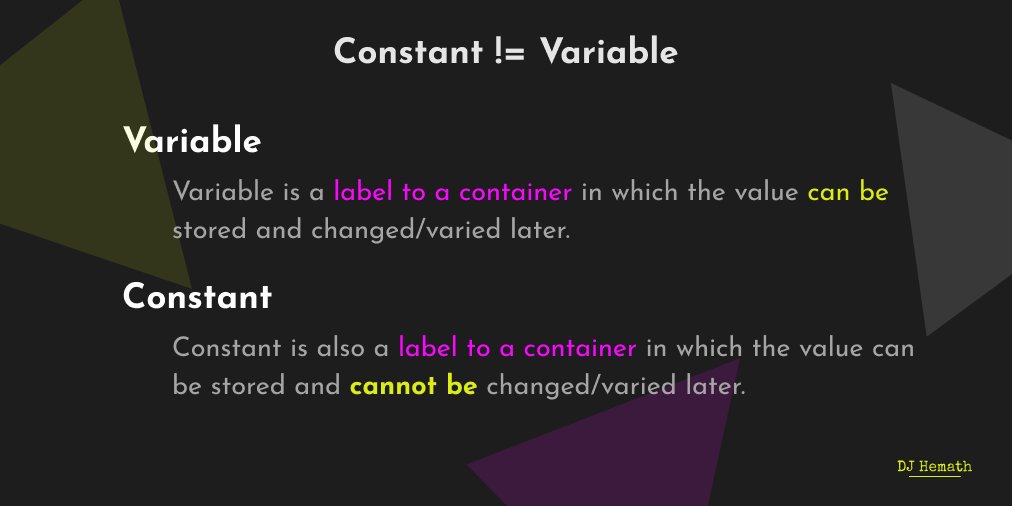 Constant != Variable
Variable
Variable is a label to a container in which the value can be
stored and changed/varied later.
Constant
Constant is also a label to a container in which the value can
be stored and cannot be changed/varied later.
DJ Hemath